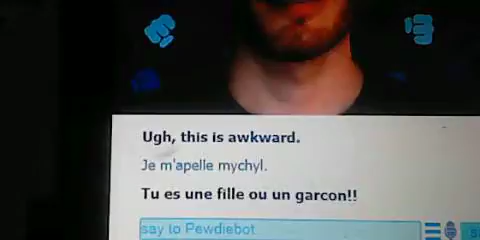 Ugh, this is awkward.
Je m'apelle mychyl.
Tu es une fille ou un garcon!!
say to Pewdiebot